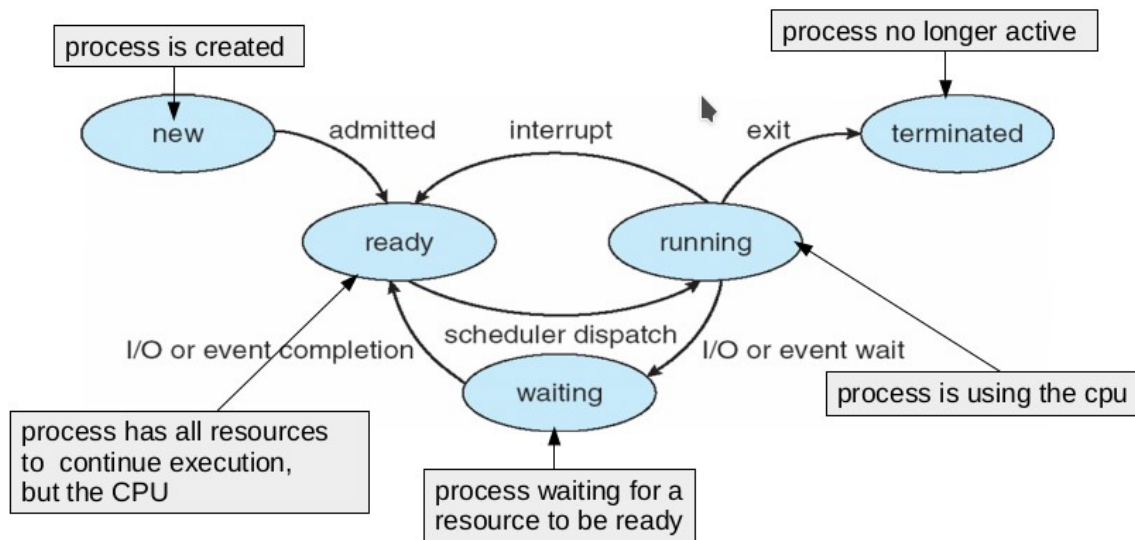 process is created
process no longer active
new
admitted
interrupt
exit
terminated
ready
running
I/O or event completion
scheduler dispatch
I/O or event wait
waiting
process is using the cpu
process has all resources
to continue execution,
but the CPU
process waiting for a
resource to be ready